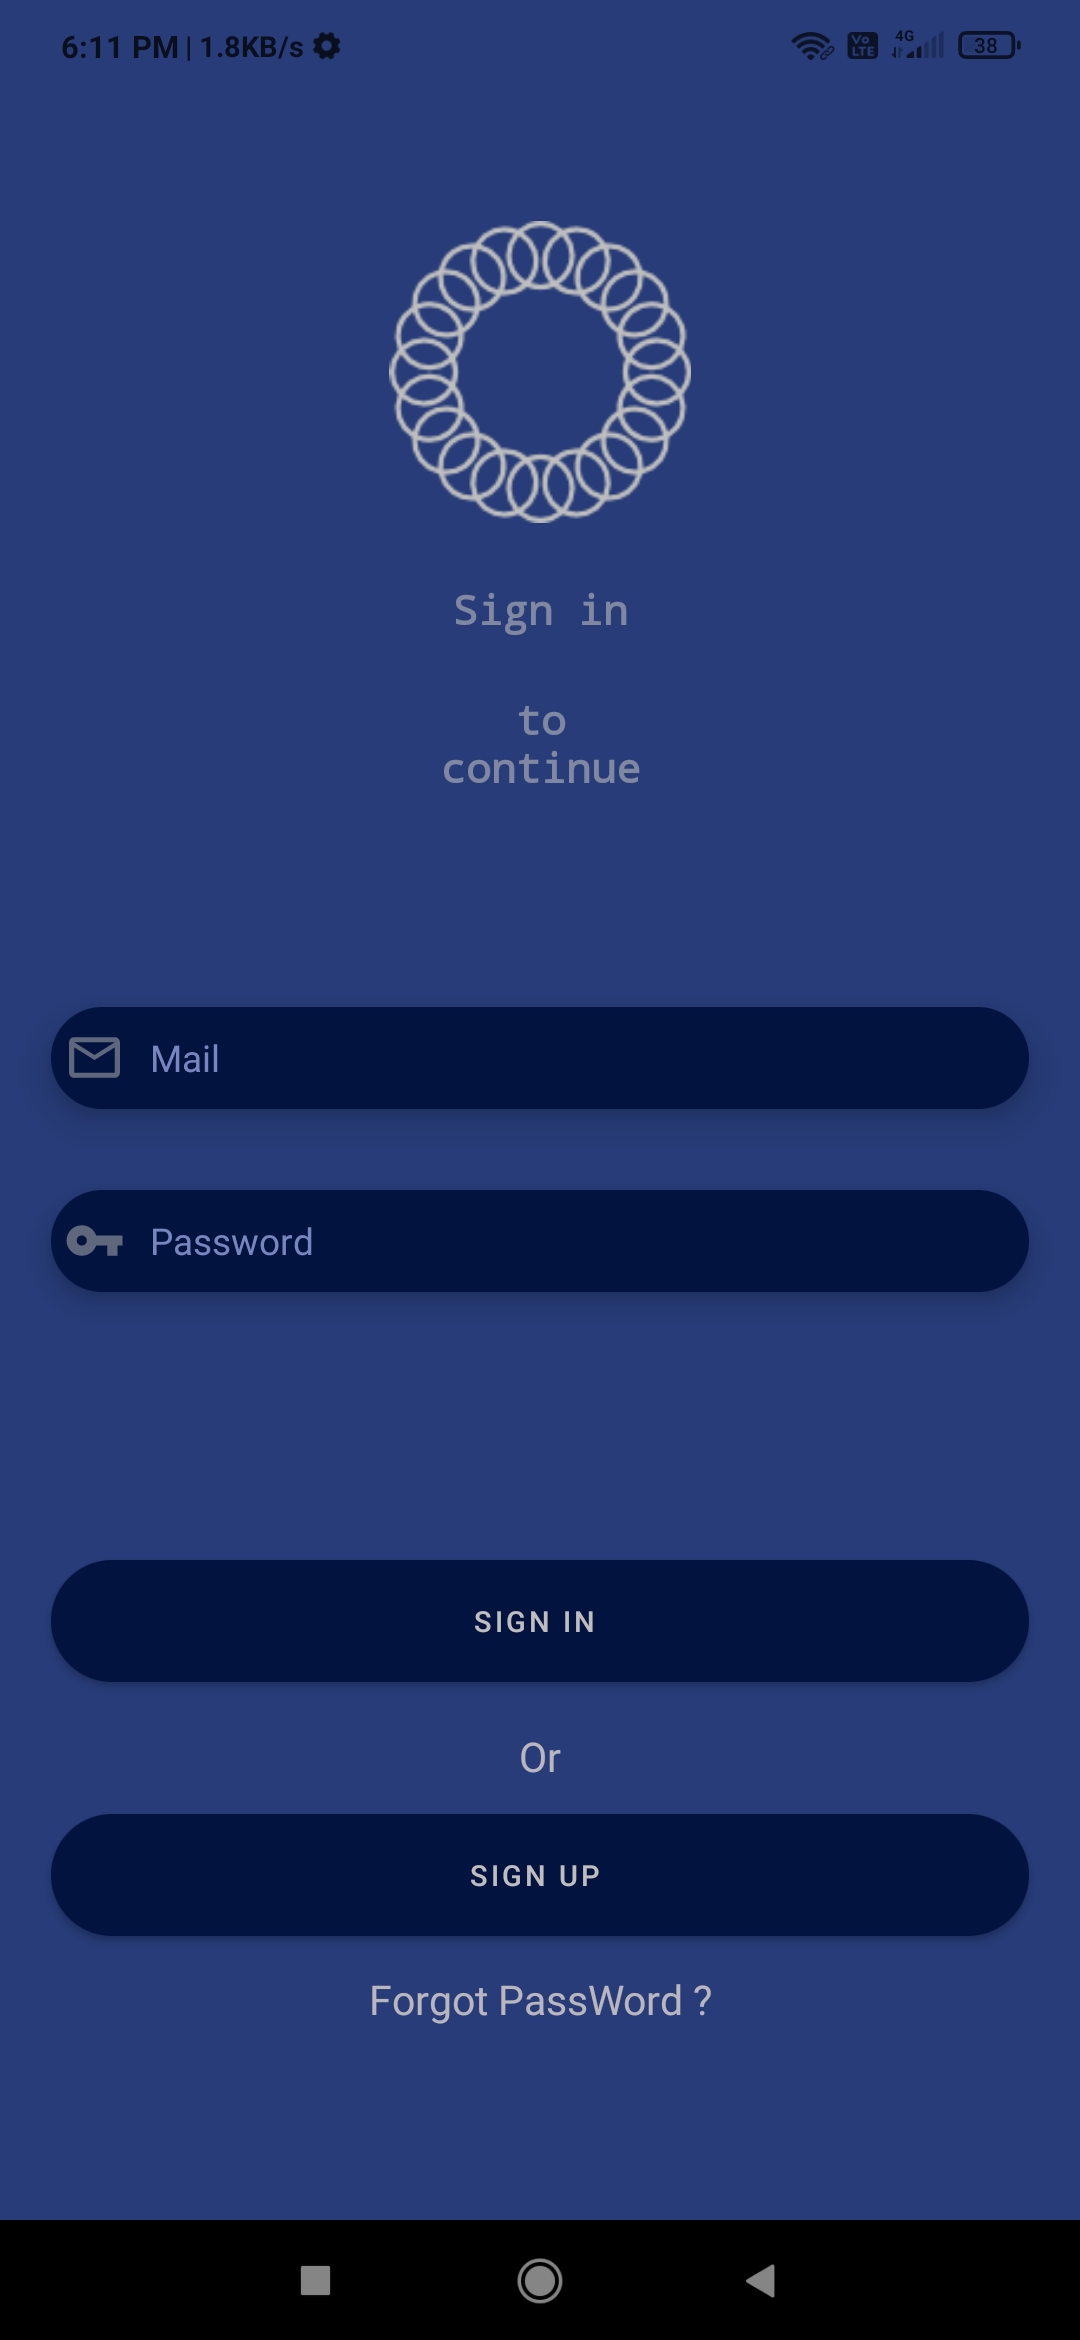 6:11 PM | 1.8KB/s
Vo LTE
4G
38
Sign in
to
continue
Mail
Password
SIGN IN
Or
SIGN UP
Forgot PassWord ?